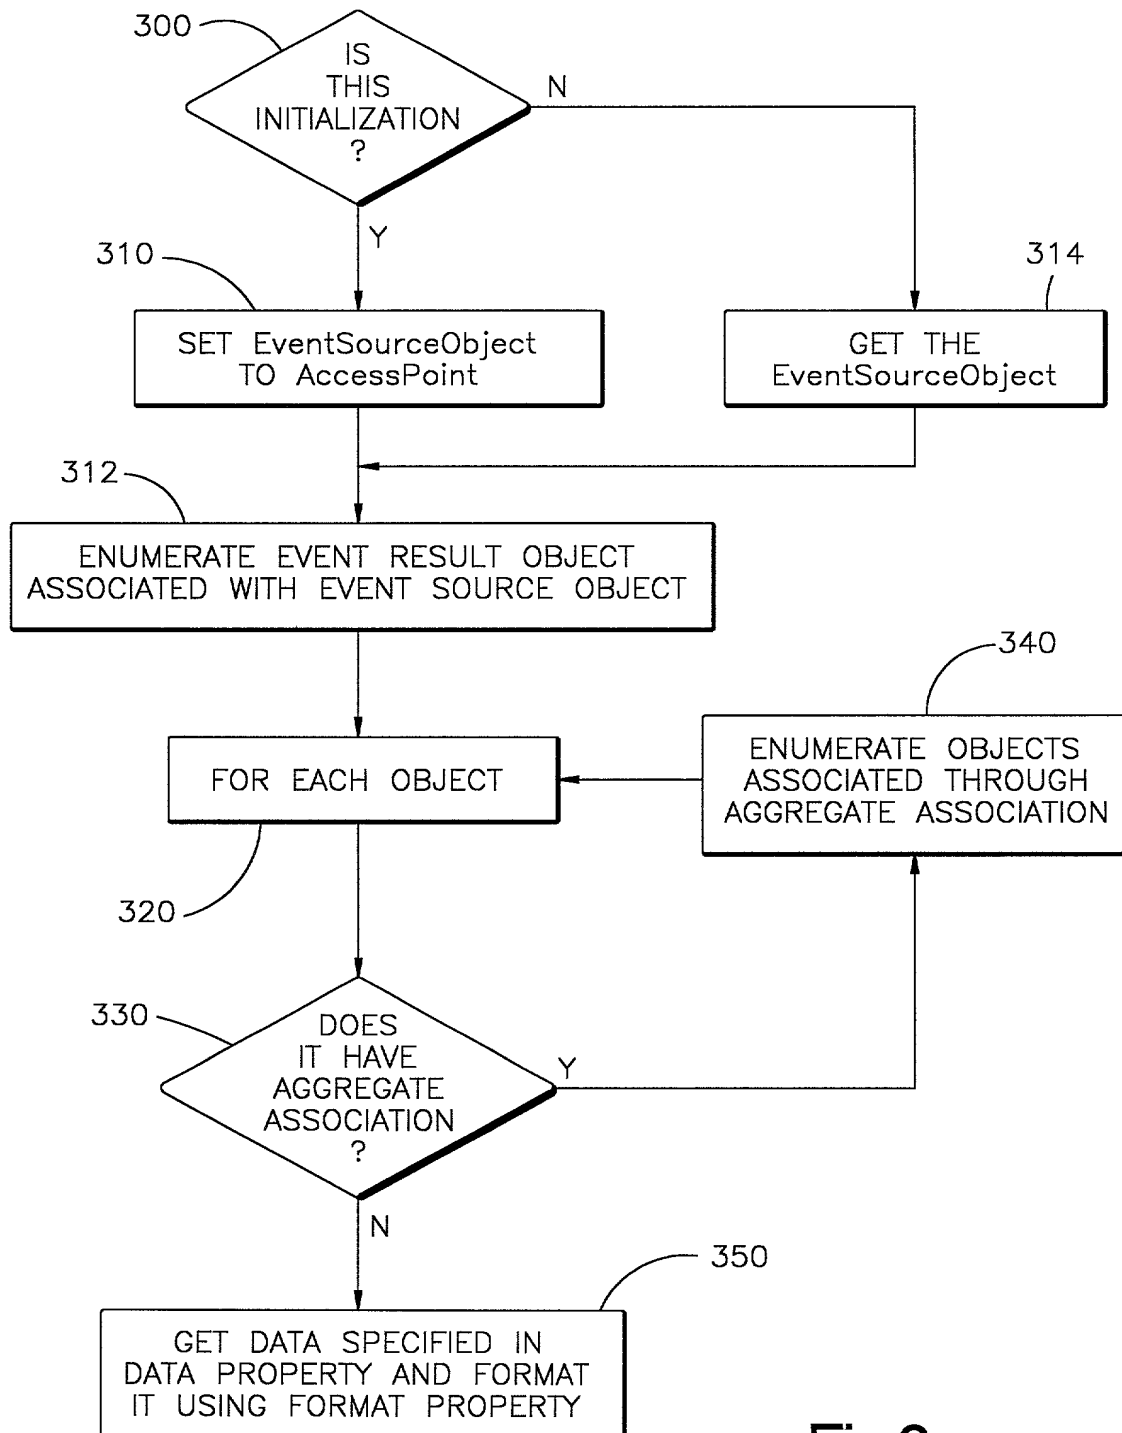 300
IS
THIS
INITIALIZATION
?
N
Y
310
314
SET EventSourceObject
TO AccessPoint
GET THE
EventSourceObject
312
ENUMERATE EVENT RESULT OBJECT
ASSOCIATED WITH EVENT SOURCE OBJECT
340
FOR EACH OBJECT
ENUMERATE OBJECTS
ASSOCIATED THROUGH
AGGREGATE ASSOCIATION
320
330
DOES
IT HAVE
AGGREGATE
ASSOCIATION
?
Y
N
350
GET DATA SPECIFIED IN
DATA PROPERTY AND FORMAT
IT USING FORMAT PROPERTY